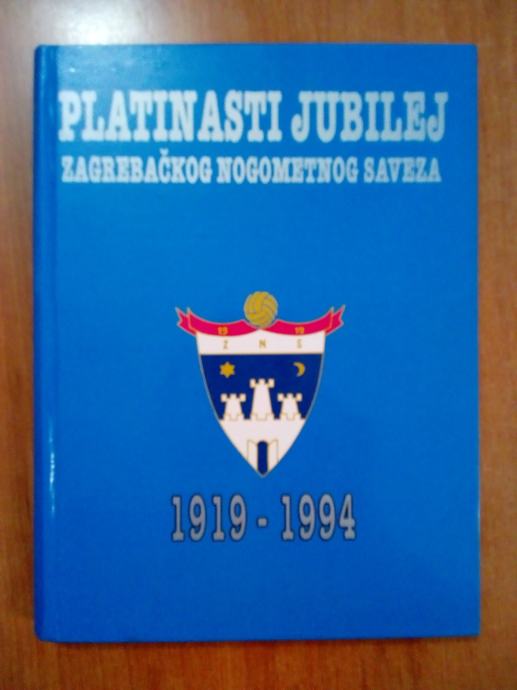 PLATINASTI JUBILEJ
ZAGREBAČKOG NOGOMETNOG SAVEZA
19 19
Z N S
1919 - 1994